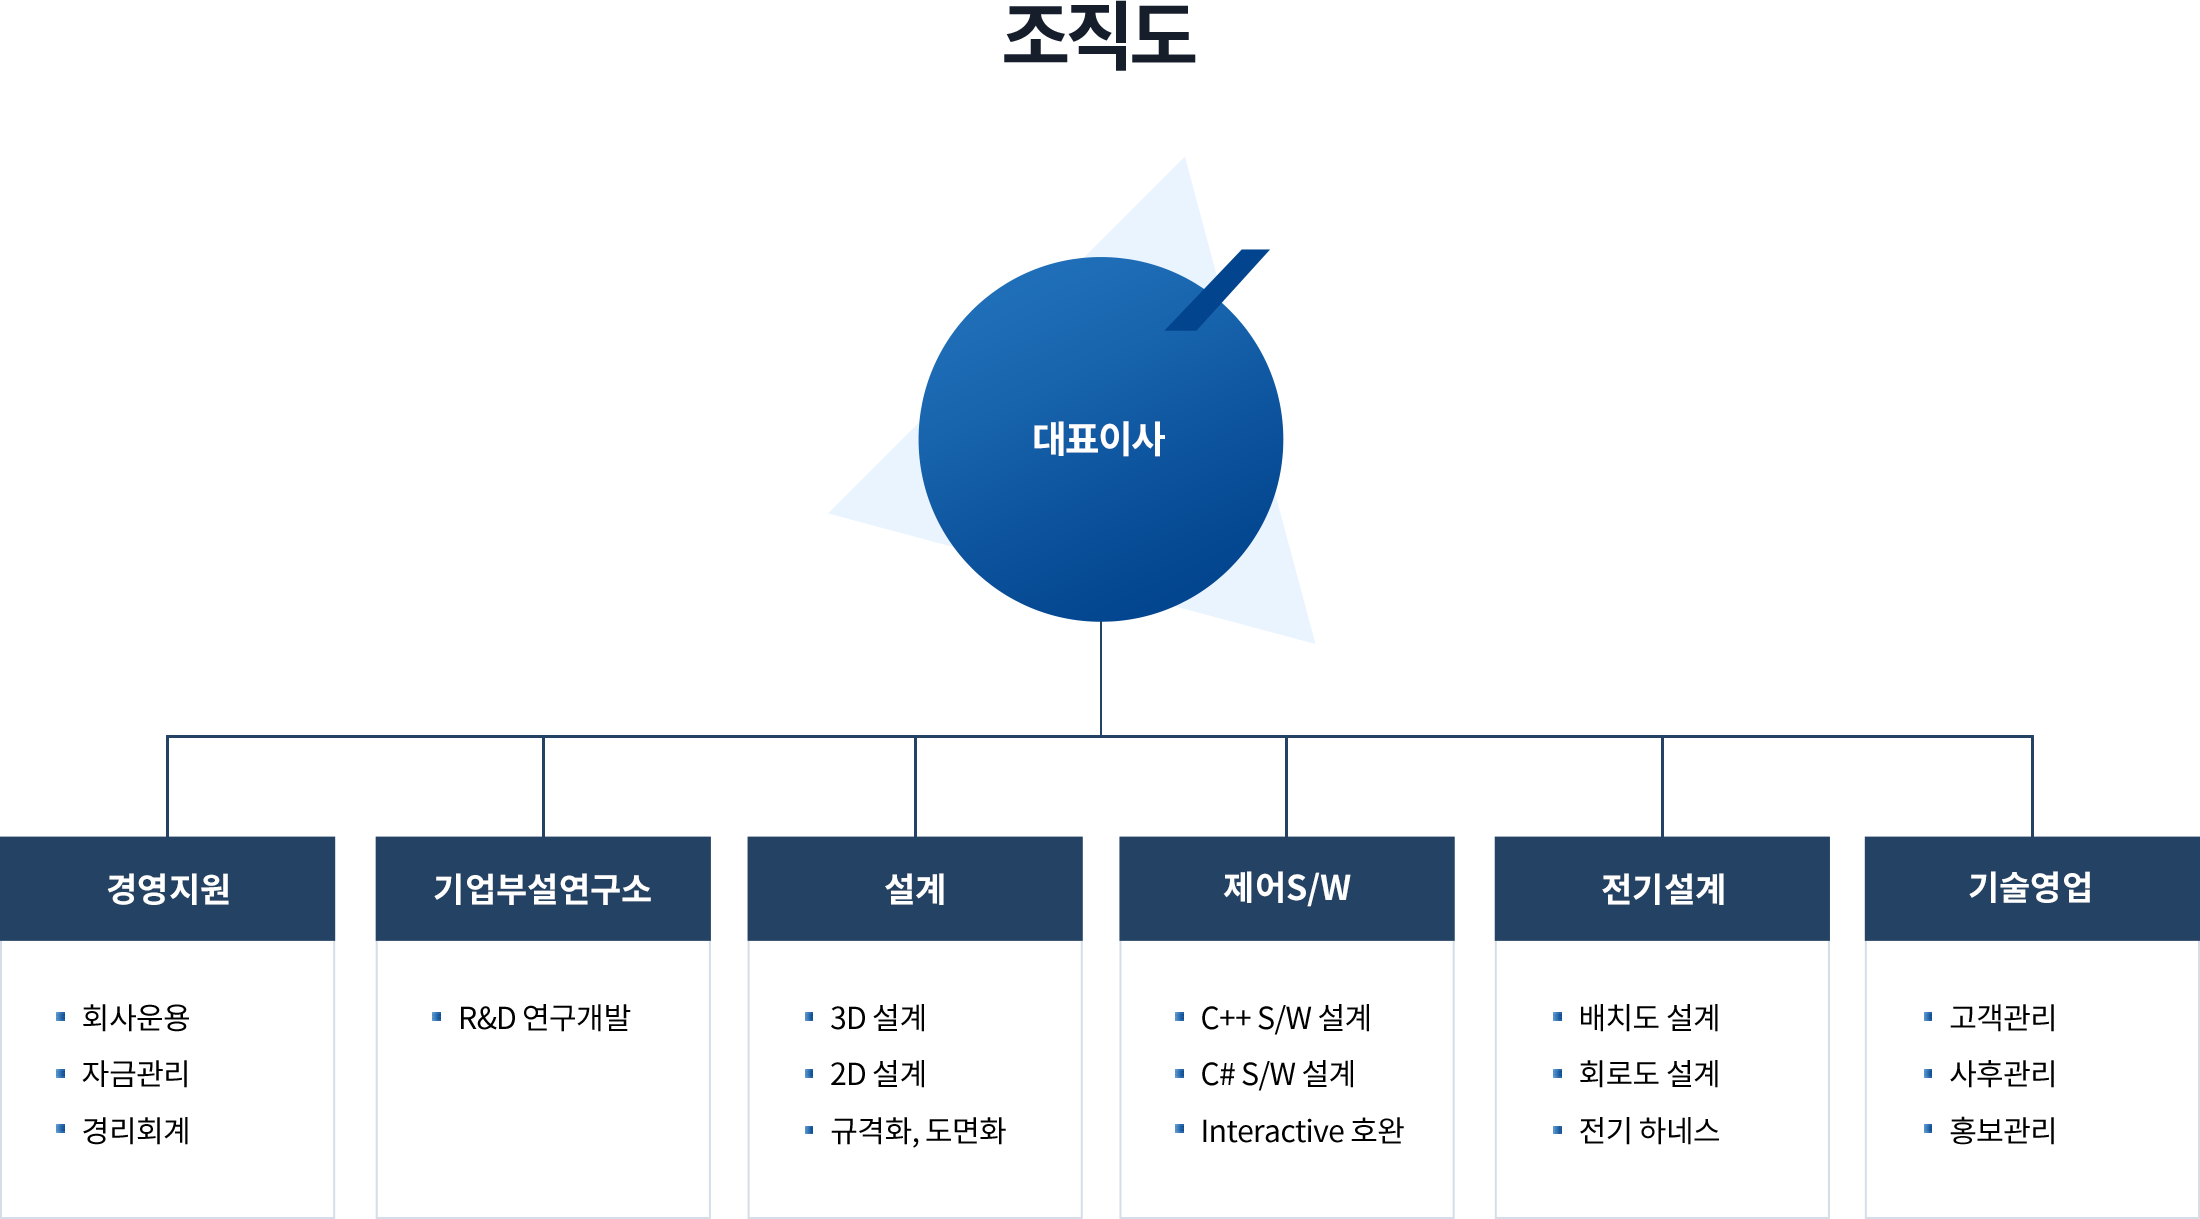 조직도
대표이사
경영지원
회사운용
자금관리
경리회계
기업부설연구소
R&D 연구개발
설계
3D 설계
2D 설계
규격화, 도면화
제어S/W
C++ S/W 설계
C# S/W 설계
Interactive 호완
전기설계
배치도 설계
회로도 설계
전기 하네스
기술영업
고객관리
사후관리
홍보관리